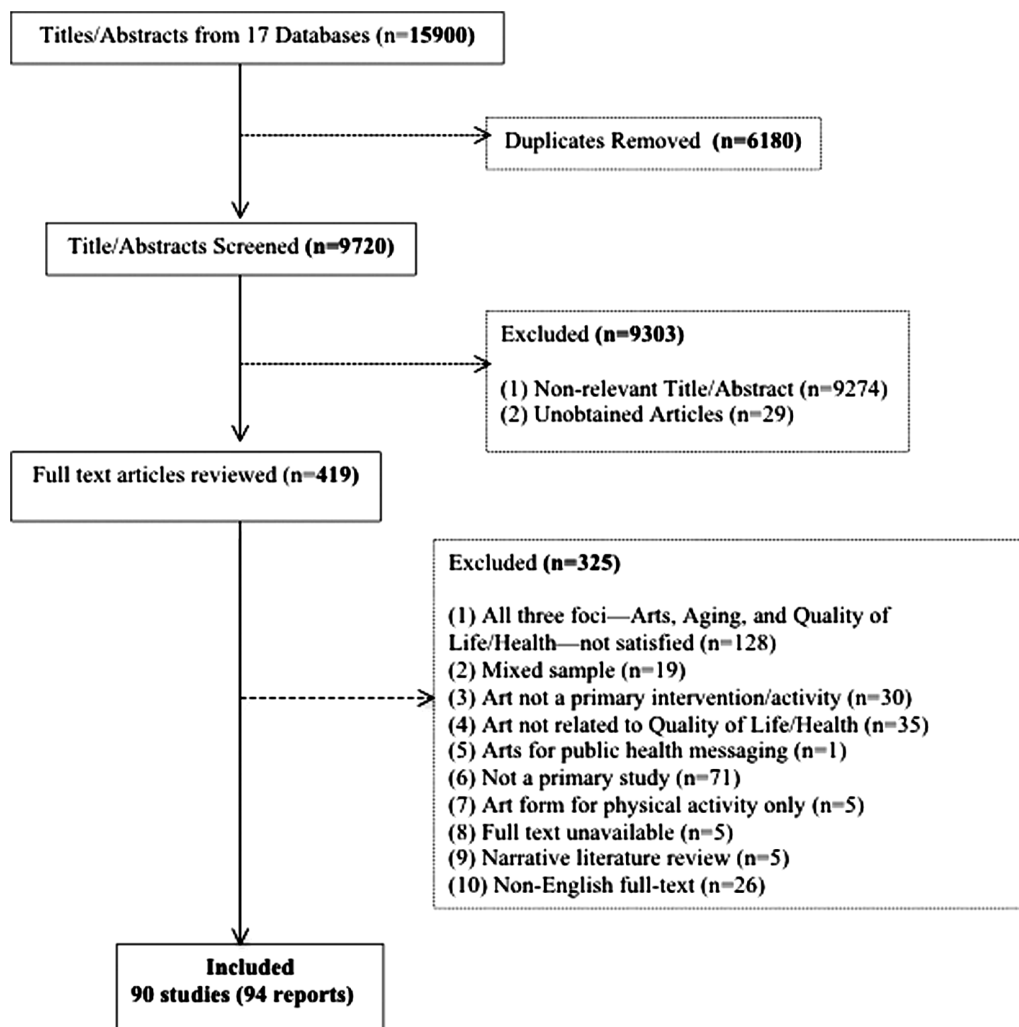 Titles/Abstracts from 17 Databases (n=15900)
Duplicates Removed (n=6180)
Title/Abstracts Screened (n=9720)
Excluded (n=9303)
(1) Non-relevant Title/Abstract (n=9274)
(2) Unobtained Articles (n=29)
Full text articles reviewed (n=419)
Excluded (n=325)
(1) All three foci—Arts, Aging, and Quality of
Life/Health—not satisfied (n=128)
(2) Mixed sample (n=19)
(3) Art not a primary intervention/activity (n=30)
(4) Art not related to Quality of Life/Health (n=35)
(5) Arts for public health messaging (n=1)
(6) Not a primary study (n=71)
(7) Art form for physical activity only (n=5)
(8) Full text unavailable (n=5)
(9) Narrative literature review (n=5)
(10) Non-English full-text (n=26)
Included
90 studies (94 reports)